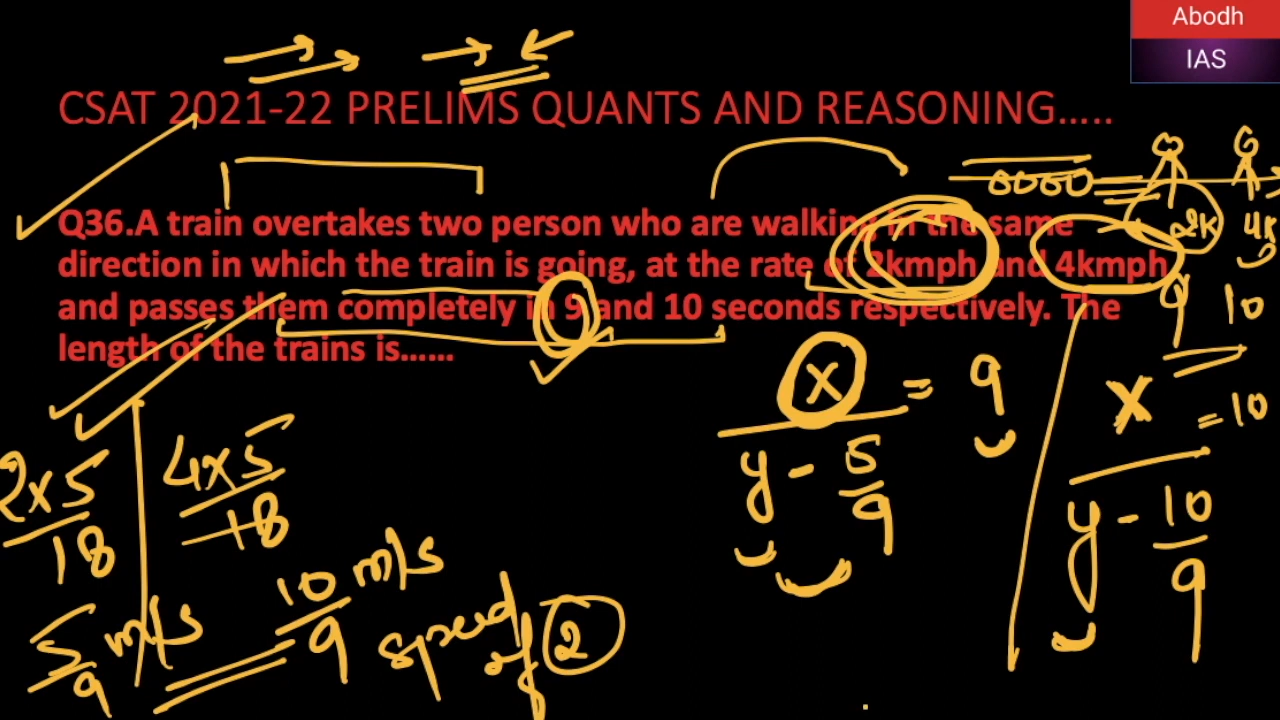 Abodh
IAS
CSAT 2021-22 PRELIMS QUANTS AND REASONING.....
Q36.A train overtakes two person who are walking in the same
direction in which the train is going, at the rate of 2kmph and 4kmph
and passes them completely in 9 and 10 seconds respectively. The
length of the trains is......
2k 4k
9 10
x = 9
y - 5/9
x = 10
y - 10/9
2x5 4x5
18 18
5/9 m/s 10/9 m/s
speed of 2